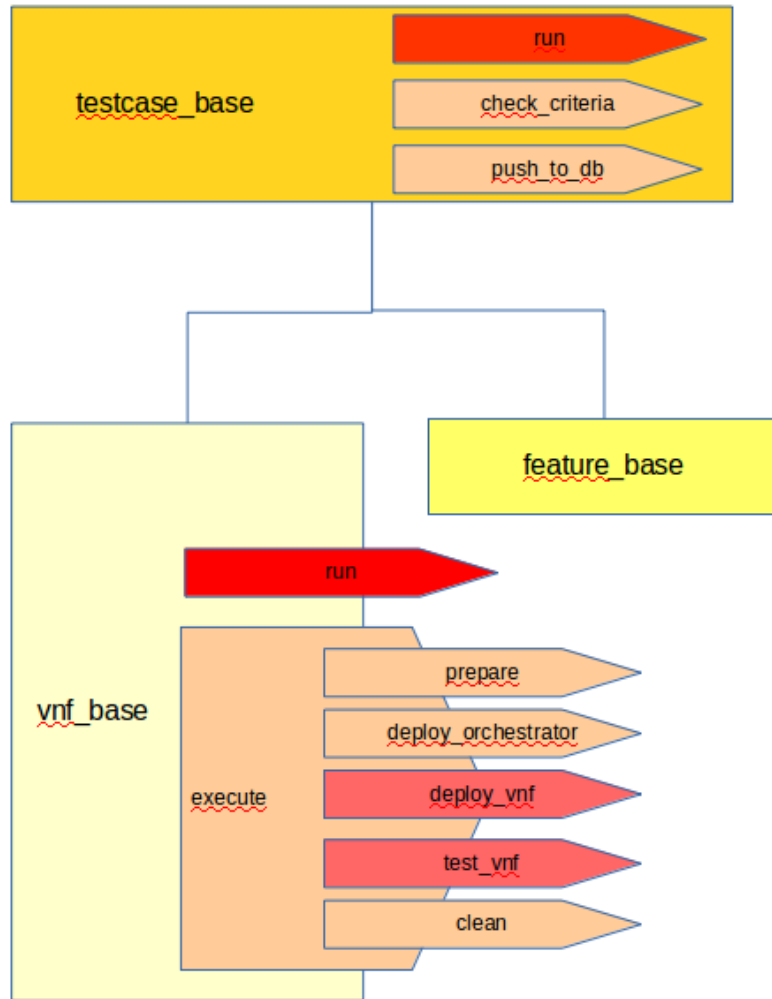 run
testcase_base
check_criteria
push_to_db
feature_base
run
prepare
vnf_base
deploy_orchestrator
execute
deploy_vnf
test_vnf
clean